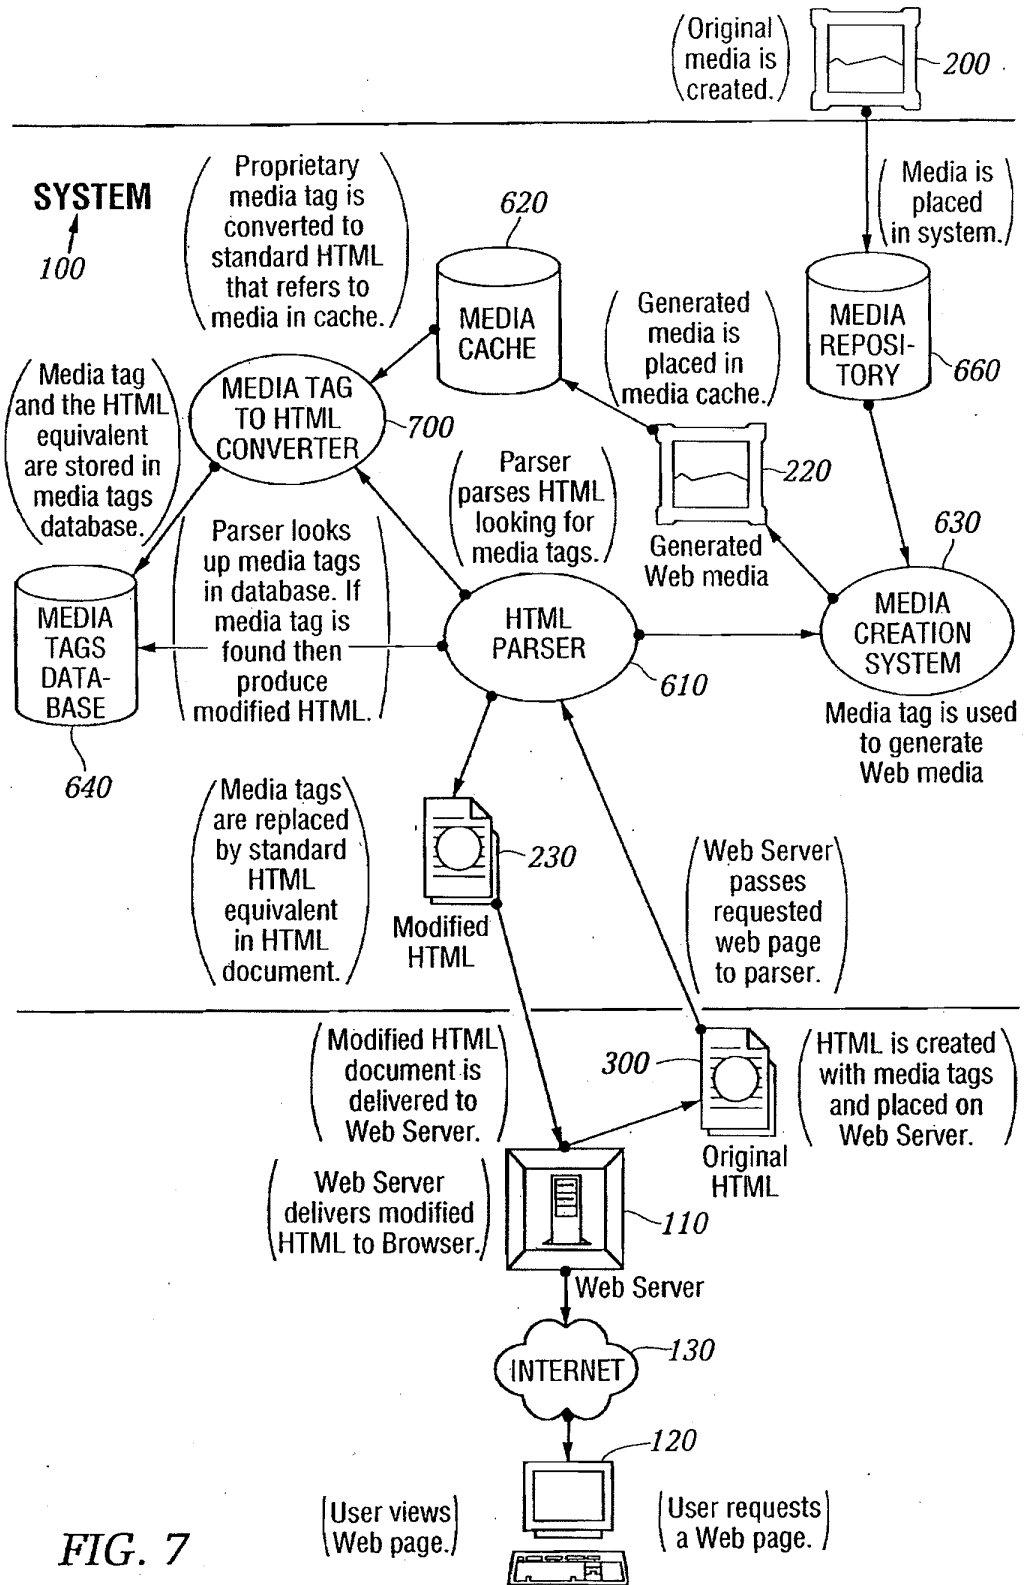 (Original
media is
created.)
200
SYSTEM
100
(Proprietary
media tag is
converted to
standard HTML
that refers to
media in cache.)
620
(Media is
placed
in system.)
MEDIA
CACHE
(Generated
media is
placed in
media cache.)
MEDIA
REPOSI-
TORY
660
(Media tag
and the HTML
equivalent
are stored in
media tags
database.)
MEDIA TAG
TO HTML
CONVERTER
700
220
Generated
Web media
(Parser
parses HTML
looking for
media tags.)
630
(Parser looks
up media tags
in database. If
media tag is
found then
produce
modified HTML.)
MEDIA
TAGS
DATA-
BASE
640
HTML
PARSER
610
MEDIA
CREATION
SYSTEM
Media tag is used
to generate
Web media
(Media tags
are replaced
by standard
HTML
equivalent
in HTML
document.)
230
Modified
HTML
(Web Server
passes
requested
web page
to parser.)
(Modified HTML
document is
delivered to
Web Server.)
300
Original
HTML
(HTML is created
with media tags
and placed on
Web Server.)
(Web Server
delivers modified
HTML to Browser.)
110
Web Server
INTERNET
130
120
(User views
Web page.)
(User requests
a Web page.)
FIG. 7